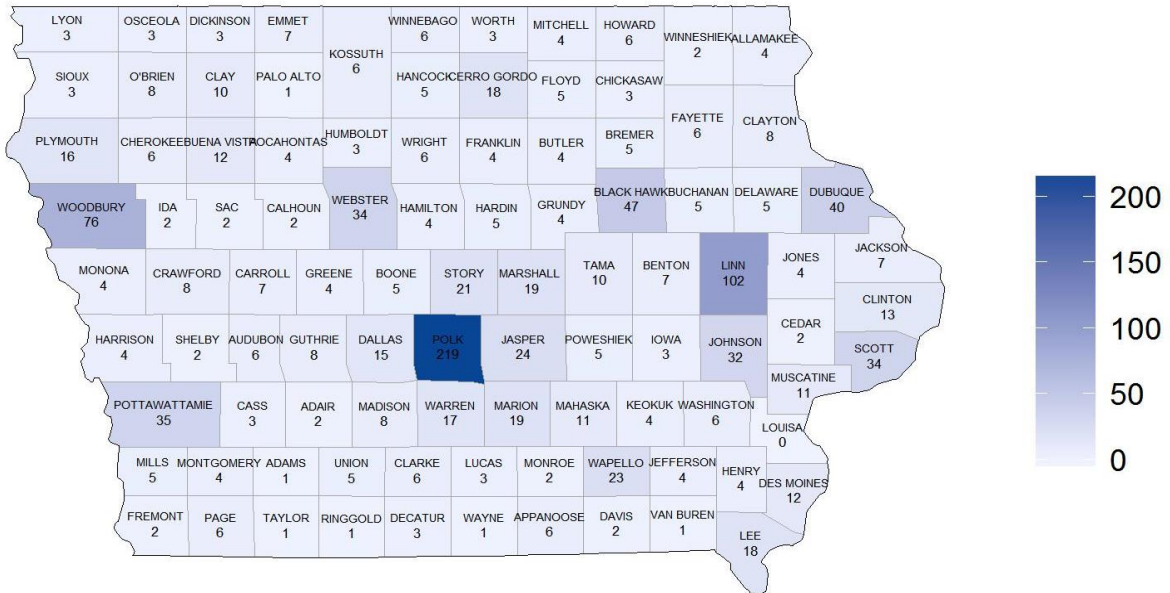 LYON
3
OSCEOLA
3
DICKINSON
3
EMMET
7
KOSSUTH
6
WINNEBAGO
6
WORTH
3
MITCHELL
4
HOWARD
6
WINNESHIEK
2
ALLAMAKEE
4
SIOUX
3
O'BRIEN
8
CLAY
10
PALO ALTO
1
HANCOCK
5
CERRO GORDO
18
FLOYD
5
CHICKASAW
3
FAYETTE
6
CLAYTON
8
PLYMOUTH
16
CHEROKEE
6
BUENA VISTA
12
POCAHONTAS
4
HUMBOLDT
3
WRIGHT
6
FRANKLIN
4
BUTLER
4
BREMER
5
WOODBURY
76
IDA
2
SAC
2
CALHOUN
2
WEBSTER
34
HAMILTON
4
HARDIN
5
GRUNDY
4
BLACK HAWK
47
BUCHANAN
5
DELAWARE
5
DUBUQUE
40
MONONA
4
CRAWFORD
8
CARROLL
7
GREENE
4
BOONE
5
STORY
21
MARSHALL
19
TAMA
10
BENTON
7
LINN
102
JONES
4
JACKSON
7
CLINTON
13
HARRISON
4
SHELBY
2
AUDUBON
6
GUTHRIE
8
DALLAS
15
POLK
219
JASPER
24
POWESHIEK
5
IOWA
3
JOHNSON
32
CEDAR
2
SCOTT
34
MUSCATINE
11
POTTAWATTAMIE
35
CASS
3
ADAIR
2
MADISON
8
WARREN
17
MARION
19
MAHASKA
11
KEOKUK
4
WASHINGTON
6
LOUISA
0
MILLS
5
MONTGOMERY
4
ADAMS
1
UNION
5
CLARKE
6
LUCAS
3
MONROE
2
WAPELLO
23
JEFFERSON
4
HENRY
4
DES MOINES
12
FREMONT
2
PAGE
6
TAYLOR
1
RINGGOLD
1
DECATUR
3
WAYNE
1
APPANOOSE
6
DAVIS
2
VAN BUREN
1
LEE
18
200
150
100
50
0